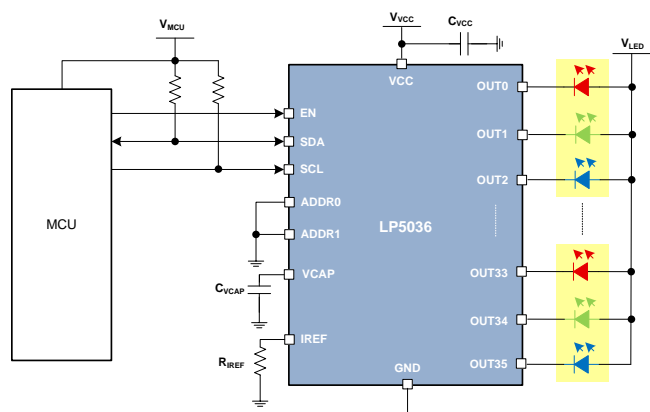 VVCC
CVCC
VMCU
VLED
VCC
OUT0
EN
OUT1
SDA
SCL
OUT2
ADDR0
MCU
LP5036
ADDR1
VCAP
OUT33
CVCAP
OUT34
IREF
RIREF
GND
OUT35